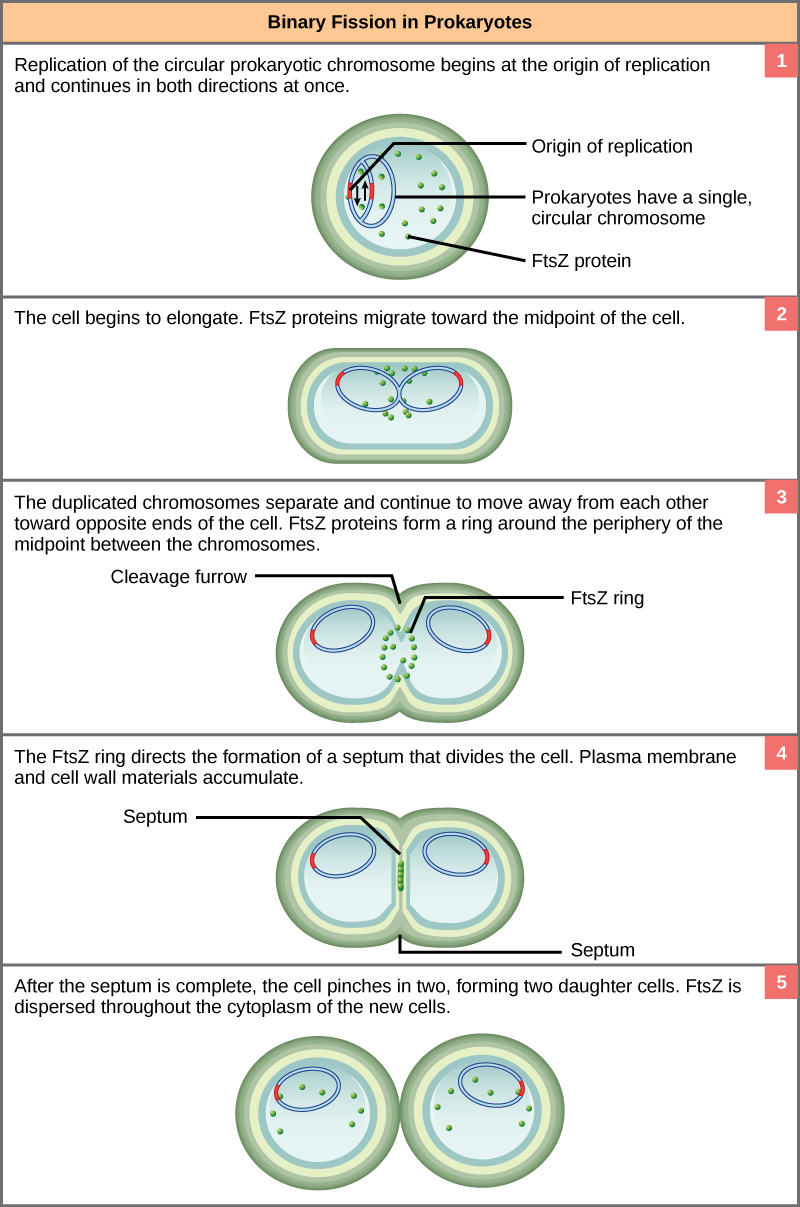 Binary Fission in Prokaryotes
1
Replication of the circular prokaryotic chromosome begins at the origin of replication
and continues in both directions at once.
Origin of replication
Prokaryotes have a single,
circular chromosome
FtsZ protein
2
The cell begins to elongate. FtsZ proteins migrate toward the midpoint of the cell.
3
The duplicated chromosomes separate and continue to move away from each other
toward opposite ends of the cell. FtsZ proteins form a ring around the periphery of the
midpoint between the chromosomes.
Cleavage furrow
FtsZ ring
4
The FtsZ ring directs the formation of a septum that divides the cell. Plasma membrane
and cell wall materials accumulate.
Septum
Septum
5
After the septum is complete, the cell pinches in two, forming two daughter cells. FtsZ is
dispersed throughout the cytoplasm of the new cells.